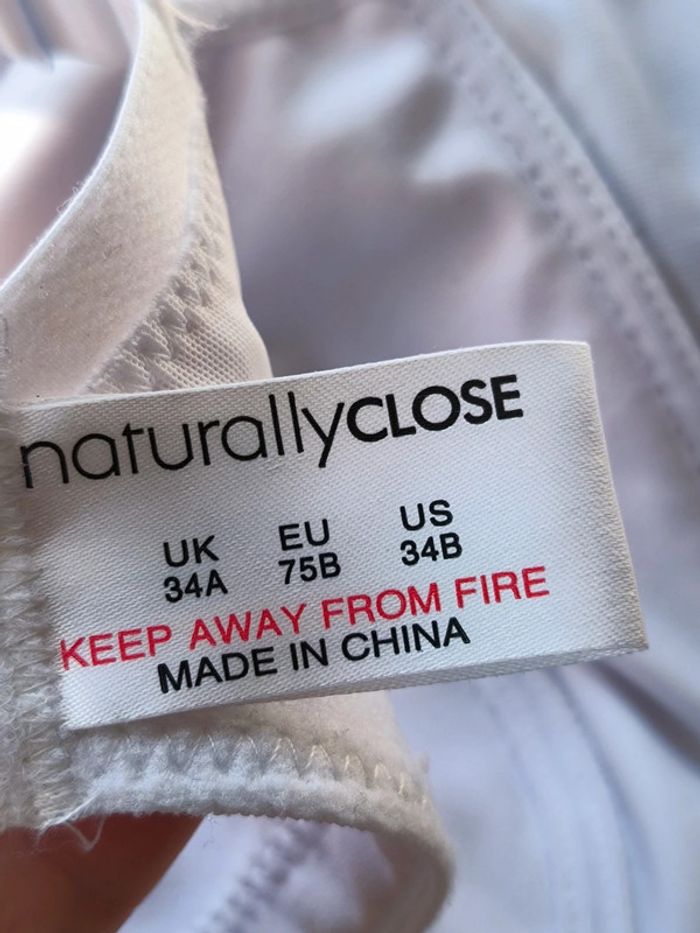 naturallyCLOSE
UK EU US
34A 75B 34B
KEEP AWAY FROM FIRE
MADE IN CHINA